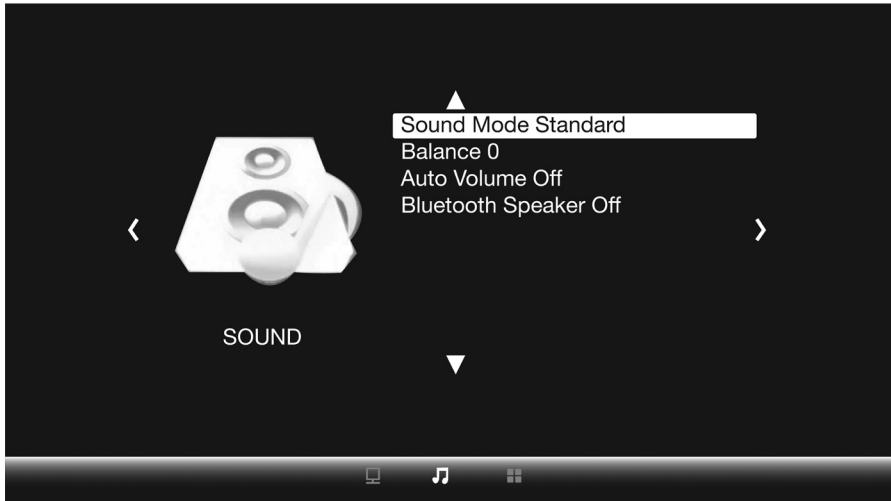 Sound Mode Standard
Balance 0
Auto Volume Off
Bluetooth Speaker Off
SOUND